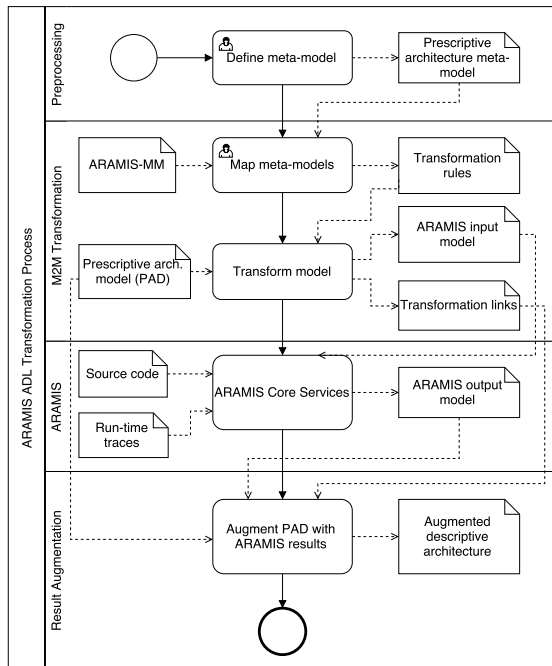 ARAMIS ADL Transformation Process
Preprocessing
Define meta-model
Prescriptive
architecture meta-
model
M2M Transformation
ARAMIS-MM
Map meta-models
Transformation
rules
Prescriptive arch.
model (PAD)
Transform model
ARAMIS input
model
Transformation links
ARAMIS
Source code
Run-time
traces
ARAMIS Core Services
ARAMIS output
model
Result Augmentation
Augment PAD with
ARAMIS results
Augmented
descriptive
architecture